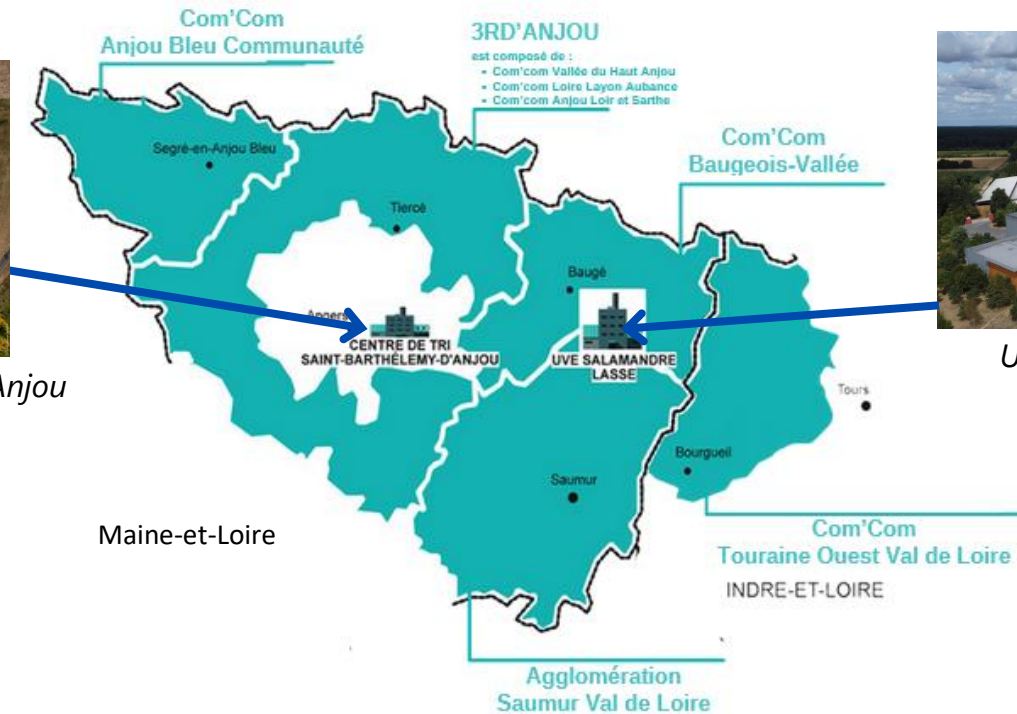 Com'Com
Anjou Bleu Communauté
3RD'ANJOU
est composé de :
• Com'com Vallée du Haut Anjou
• Com'com Loire Layon Aubance
• Com'com Anjou Loir et Sarthe
Com'Com
Baugeois-Vallée
Segré-en-Anjou Bleu
Tiercé
Baugé
Angers
CENTRE DE TRI
SAINT-BARTHÉLEMY-D'ANJOU
UVE SALAMANDRE
LASSE
Anjou
U
Tours
Bourgueil
Saumur
Maine-et-Loire
Com'Com
Touraine Ouest Val de Loire
INDRE-ET-LOIRE
Agglomération
Saumur Val de Loire